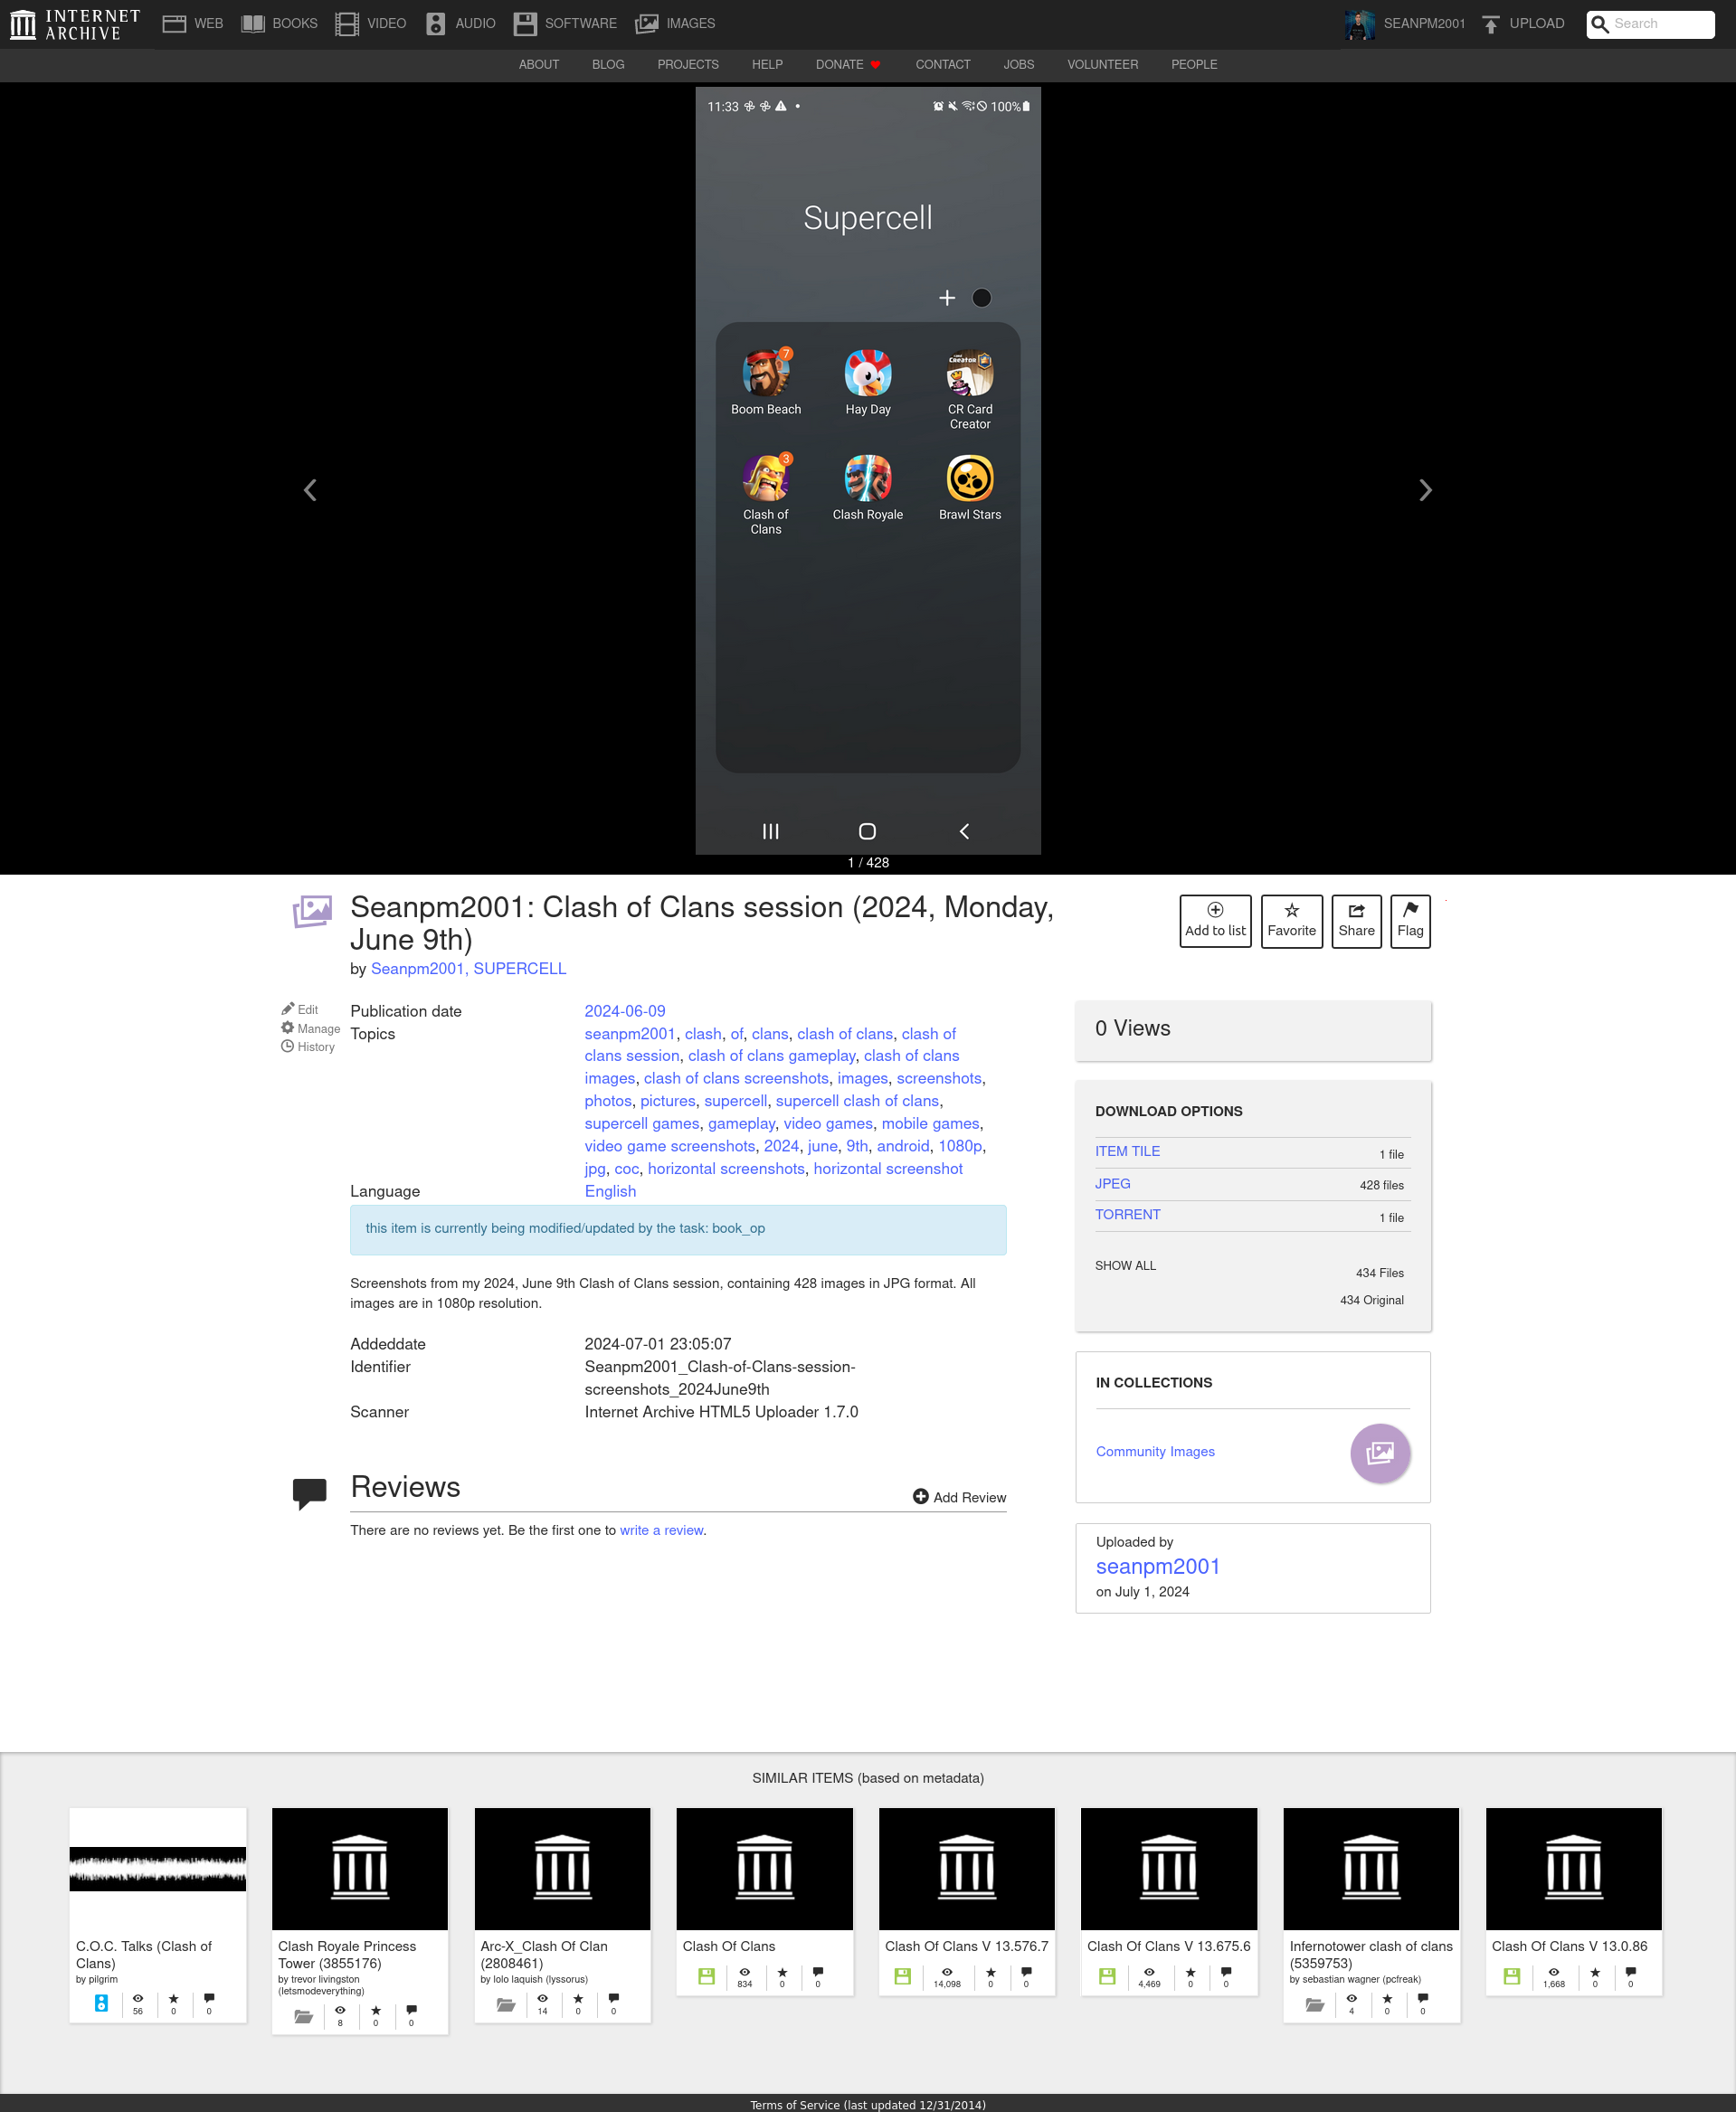 INTERNET
ARCHIVE
WEB
BOOKS
VIDEO
AUDIO
SOFTWARE
IMAGES
SEANPM2001
UPLOAD
Search
ABOUT
BLOG
PROJECTS
HELP
DONATE
CONTACT
JOBS
VOLUNTEER
PEOPLE
11:33
100%
Supercell
7
Boom Beach
Hay Day
CREATOR
CR Card
Creator
3
Clash of
Clans
Clash Royale
Brawl Stars
1 / 428
Seanpm2001: Clash of Clans session (2024, Monday,
June 9th)
by Seanpm2001, SUPERCELL
Add to list
Favorite
Share
Flag
Edit
Manage
History
Publication date
2024-06-09
Topics
seanpm2001, clash, of, clans, clash of clans, clash of
clans session, clash of clans gameplay, clash of clans
images, clash of clans screenshots, images, screenshots,
photos, pictures, supercell, supercell clash of clans,
supercell games, gameplay, video games, mobile games,
video game screenshots, 2024, june, 9th, android, 1080p,
jpg, coc, horizontal screenshots, horizontal screenshot
Language
English
this item is currently being modified/updated by the task: book_op
Screenshots from my 2024, June 9th Clash of Clans session, containing 428 images in JPG format. All
images are in 1080p resolution.
Addeddate
2024-07-01 23:05:07
Identifier
Seanpm2001_Clash-of-Clans-session-
screenshots_2024June9th
Scanner
Internet Archive HTML5 Uploader 1.7.0
Reviews
Add Review
There are no reviews yet. Be the first one to write a review.
0 Views
DOWNLOAD OPTIONS
ITEM TILE
1 file
JPEG
428 files
TORRENT
1 file
SHOW ALL
434 Files
434 Original
IN COLLECTIONS
Community Images
Uploaded by
seanpm2001
on July 1, 2024
SIMILAR ITEMS (based on metadata)
C.O.C. Talks (Clash of
Clans)
by pilgrim
56
0
0
Clash Royale Princess
Tower (3855176)
by trevor livingston
(letsmodeverything)
8
0
0
Arc-X_Clash Of Clan
(2808461)
by lolo laquish (lyssorus)
14
0
0
Clash Of Clans
834
0
0
Clash Of Clans V 13.576.7
14,098
0
0
Clash Of Clans V 13.675.6
4,469
0
0
Infernotower clash of clans
(5359753)
by sebastian wagner (pcfreak)
4
0
0
Clash Of Clans V 13.0.86
1,668
0
0
Terms of Service (last updated 12/31/2014)